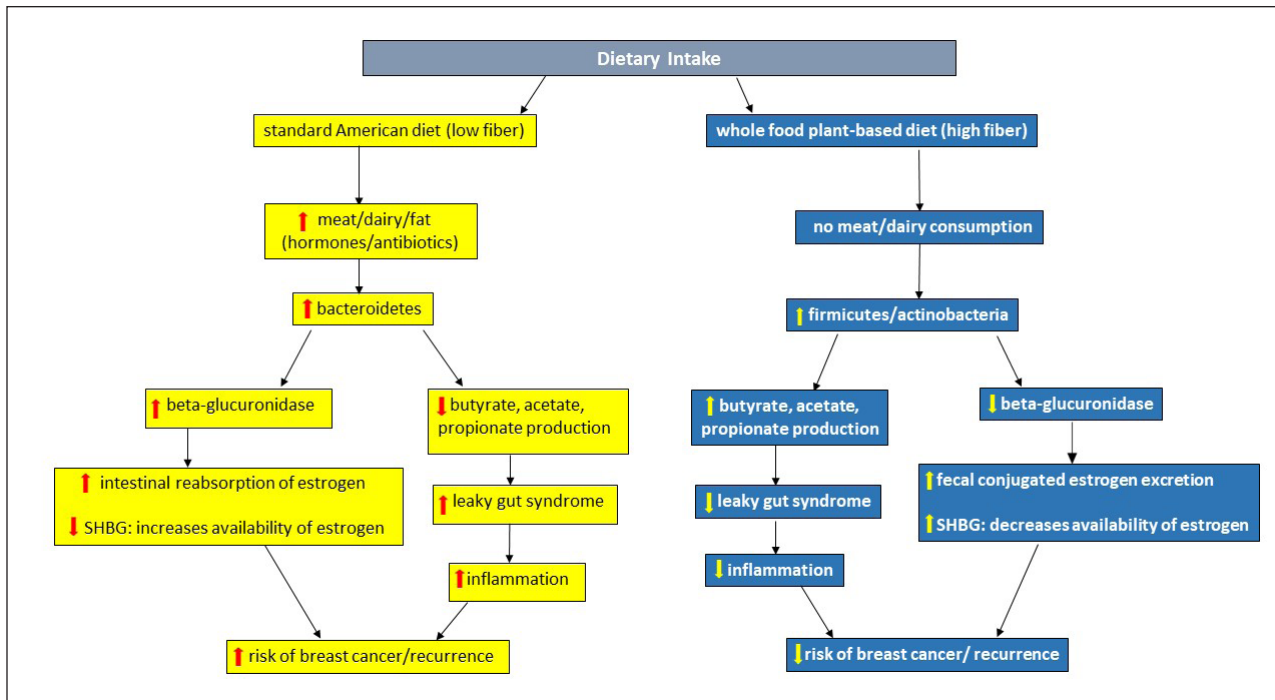 Dietary Intake
standard American diet (low fiber)
whole food plant-based diet (high fiber)
↑ meat/dairy/fat
(hormones/antibiotics)
no meat/dairy consumption
↑ bacteroidetes
↑ firmicutes/actinobacteria
↑ beta-glucuronidase
↓ butyrate, acetate,
propionate production
↑ butyrate, acetate,
propionate production
↓ beta-glucuronidase
↑ intestinal reabsorption of estrogen
↓ SHBG: increases availability of estrogen
↑ leaky gut syndrome
↓ leaky gut syndrome
↑ fecal conjugated estrogen excretion
↑ SHBG: decreases availability of estrogen
↑ inflammation
↓ inflammation
↑ risk of breast cancer/recurrence
↓ risk of breast cancer/ recurrence